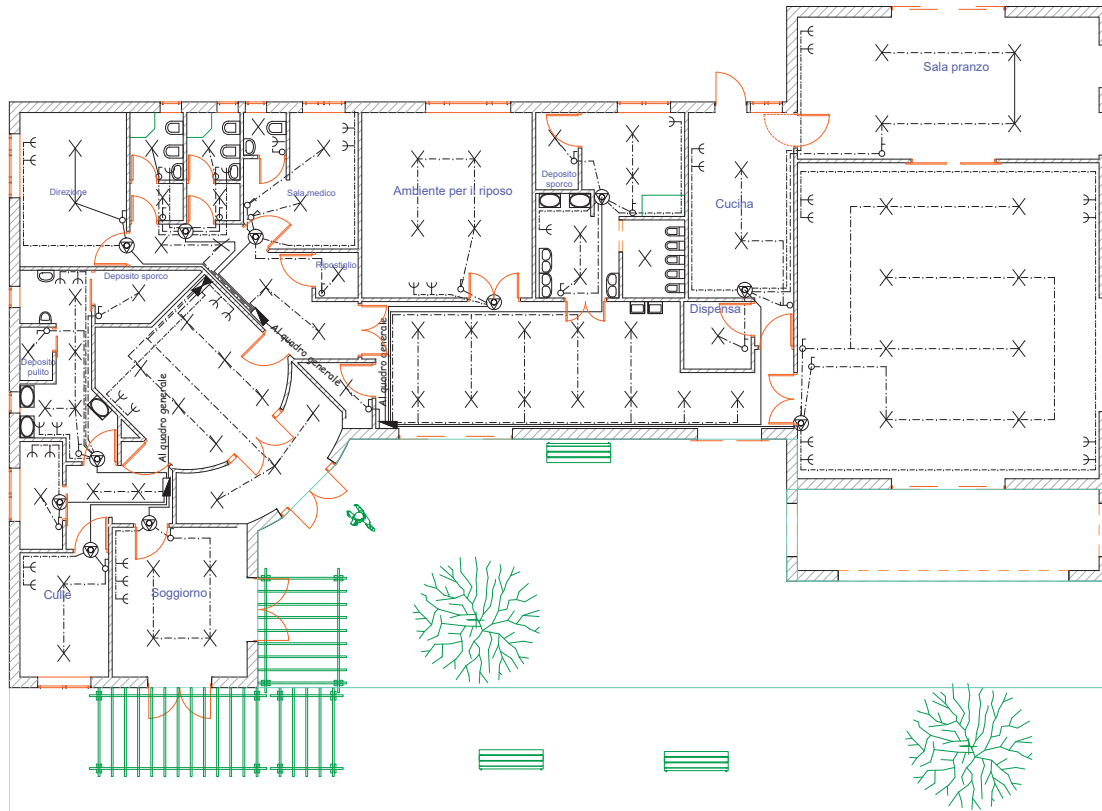 Sala pranzo
Direzione
Sala medico
Ambiente per il riposo
Deposito
sporco
Cucina
Deposito sporco
Ripostiglio
Dispensa
Deposito
pulito
Al quadro generale
Al quadro generale
Al quadro generale
Culle
Soggiorno